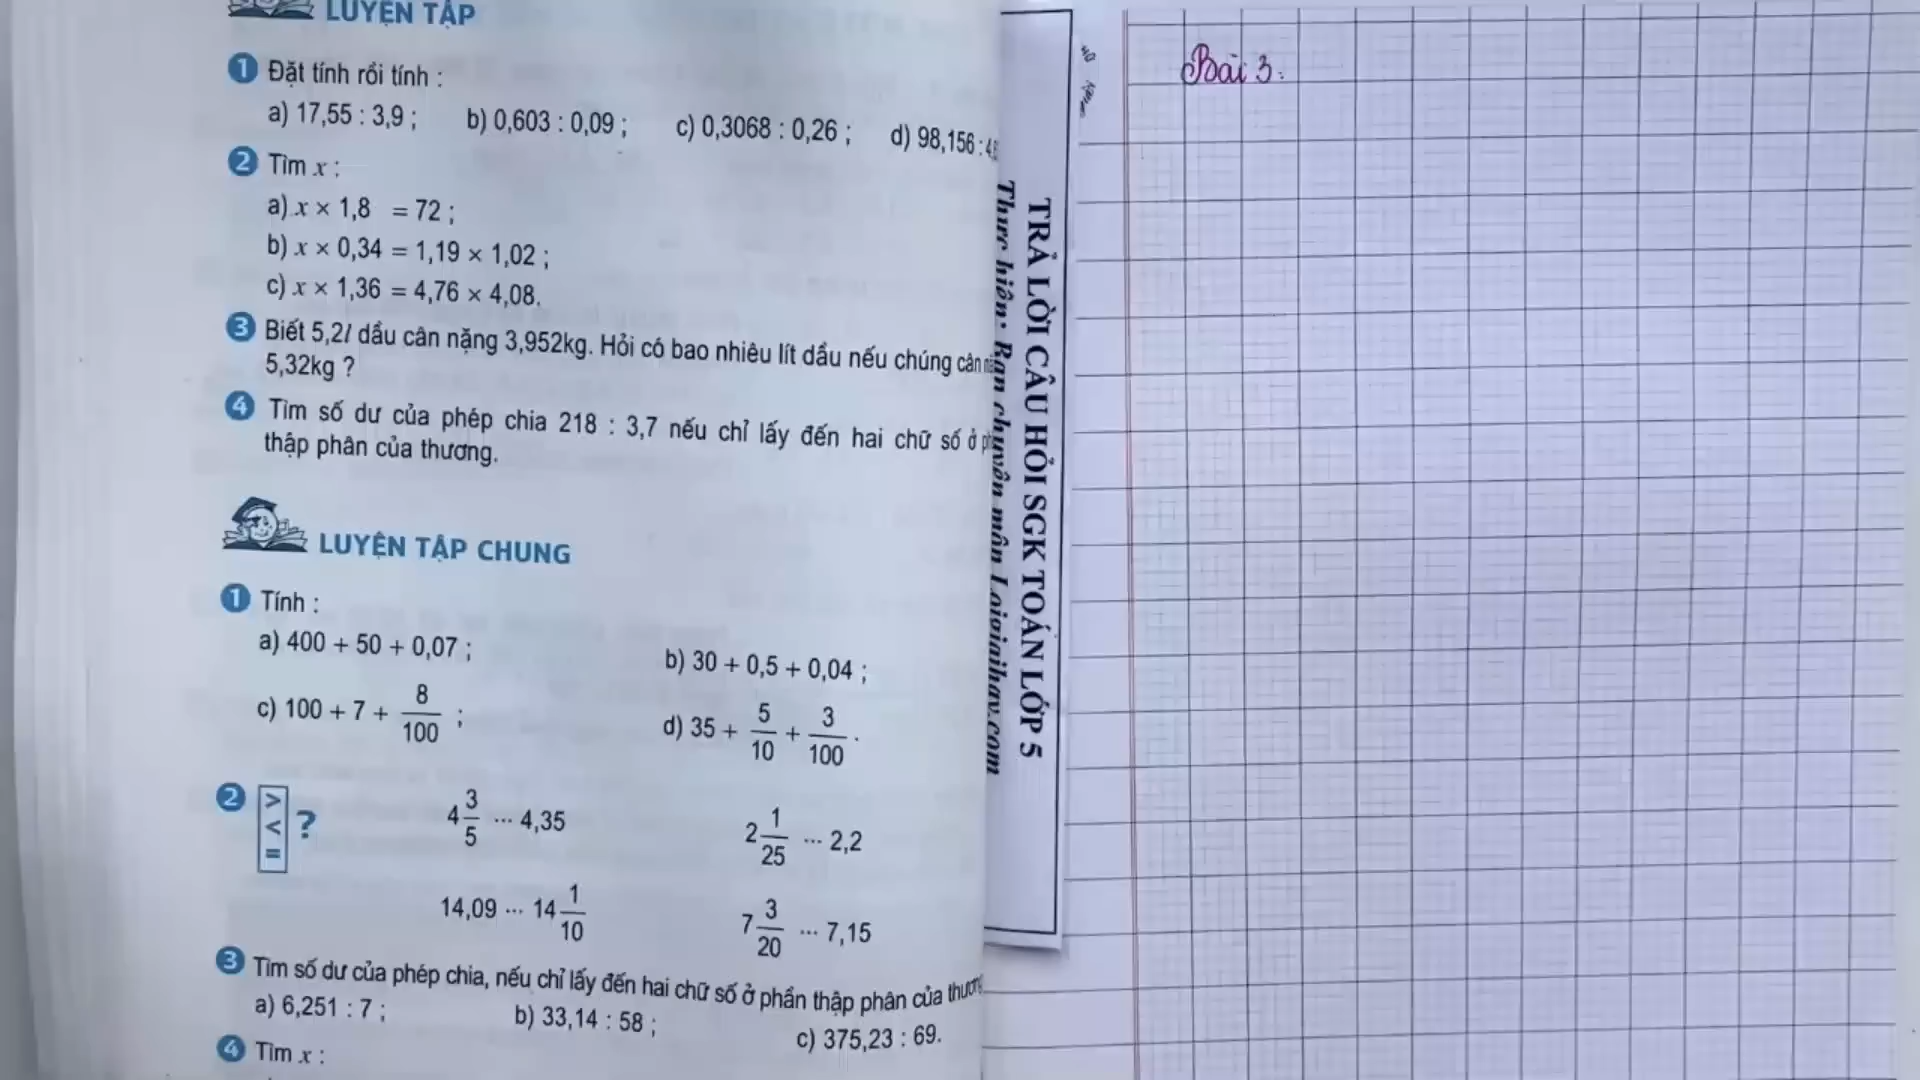 LUYỆN TẬP
1 Đặt tính rồi tính :
a) 17,55 : 3,9 ; b) 0,603 : 0,09 ; c) 0,3068 : 0,26 ; d) 98,156 :
2 Tìm x :
a) x × 1,8 = 72 ;
b) x × 0,34 = 1,19 × 1,02 ;
c) x × 1,36 = 4,76 × 4,08.
3 Biết 5,2l dầu cân nặng 3,952kg. Hỏi có bao nhiêu lít dầu nếu chúng cân
5,32kg ?
4 Tìm số dư của phép chia 218 : 3,7 nếu chỉ lấy đến hai chữ số ở
thập phân của thương.
LUYỆN TẬP CHUNG
1 Tính :
a) 400 + 50 + 0,07 ; b) 30 + 0,5 + 0,04 ;
c) 100 + 7 + 8/100 ; d) 35 + 5/10 + 3/100 .
2 > < = ? 4 3/5 ... 4,35 2 1/25 ... 2,2
14,09 ... 14 1/10 7 3/20 ... 7,15
3 Tìm số dư của phép chia, nếu chỉ lấy đến hai chữ số ở phần thập phân của thương
a) 6,251 : 7 ; b) 33,14 : 58 ; c) 375,23 : 69.
4 Tìm x :
TRẢ LỜI CÂU HỎI SGK TOÁN LỚP 5
Thực hiện: Ban chuyên môn Loigiaihay.com
Bài 3: